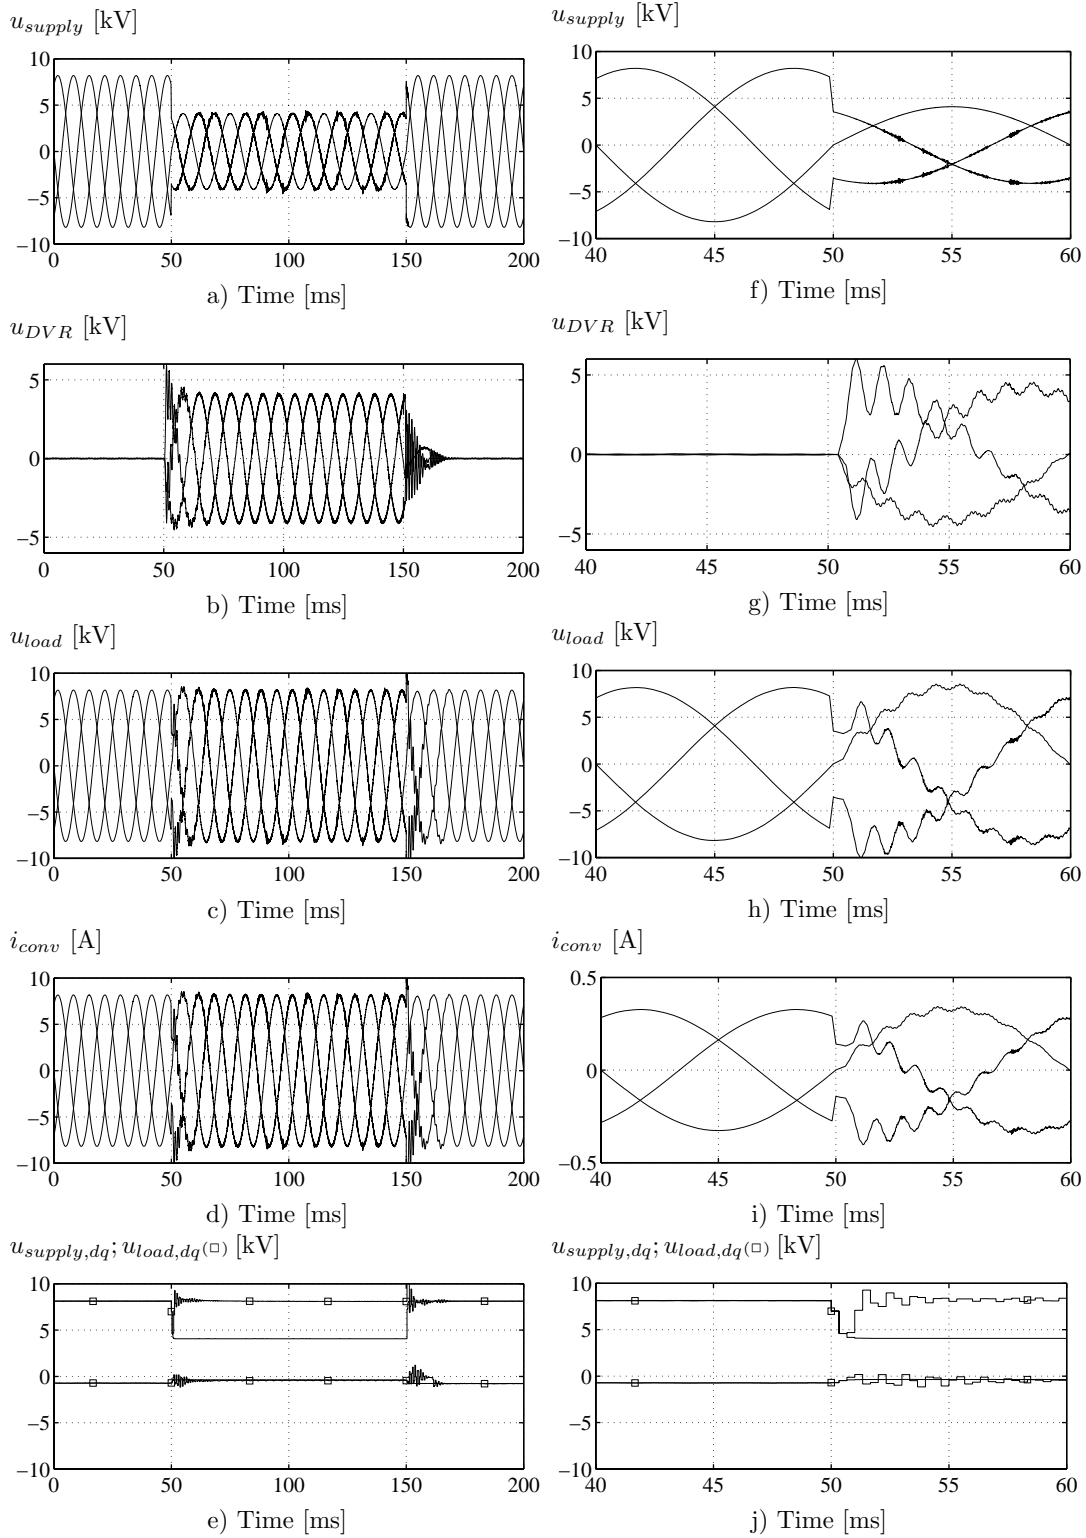 u_supply [kV]
10
5
0
−5
−10
0 50 100 150 200
a) Time [ms]
u_DVR [kV]
5
0
−5
0 50 100 150 200
b) Time [ms]
u_load [kV]
10
5
0
−5
−10
0 50 100 150 200
c) Time [ms]
i_conv [A]
10
5
0
−5
−10
0 50 100 150 200
d) Time [ms]
u_supply,dq; u_load,dq(□) [kV]
10
5
0
−5
−10
0 50 100 150 200
e) Time [ms]
u_supply [kV]
10
5
0
−5
−10
40 45 50 55 60
f) Time [ms]
u_DVR [kV]
5
0
−5
40 45 50 55 60
g) Time [ms]
u_load [kV]
10
5
0
−5
−10
40 45 50 55 60
h) Time [ms]
i_conv [A]
0.5
0
−0.5
40 45 50 55 60
i) Time [ms]
u_supply,dq; u_load,dq(□) [kV]
10
5
0
−5
−10
40 45 50 55 60
j) Time [ms]